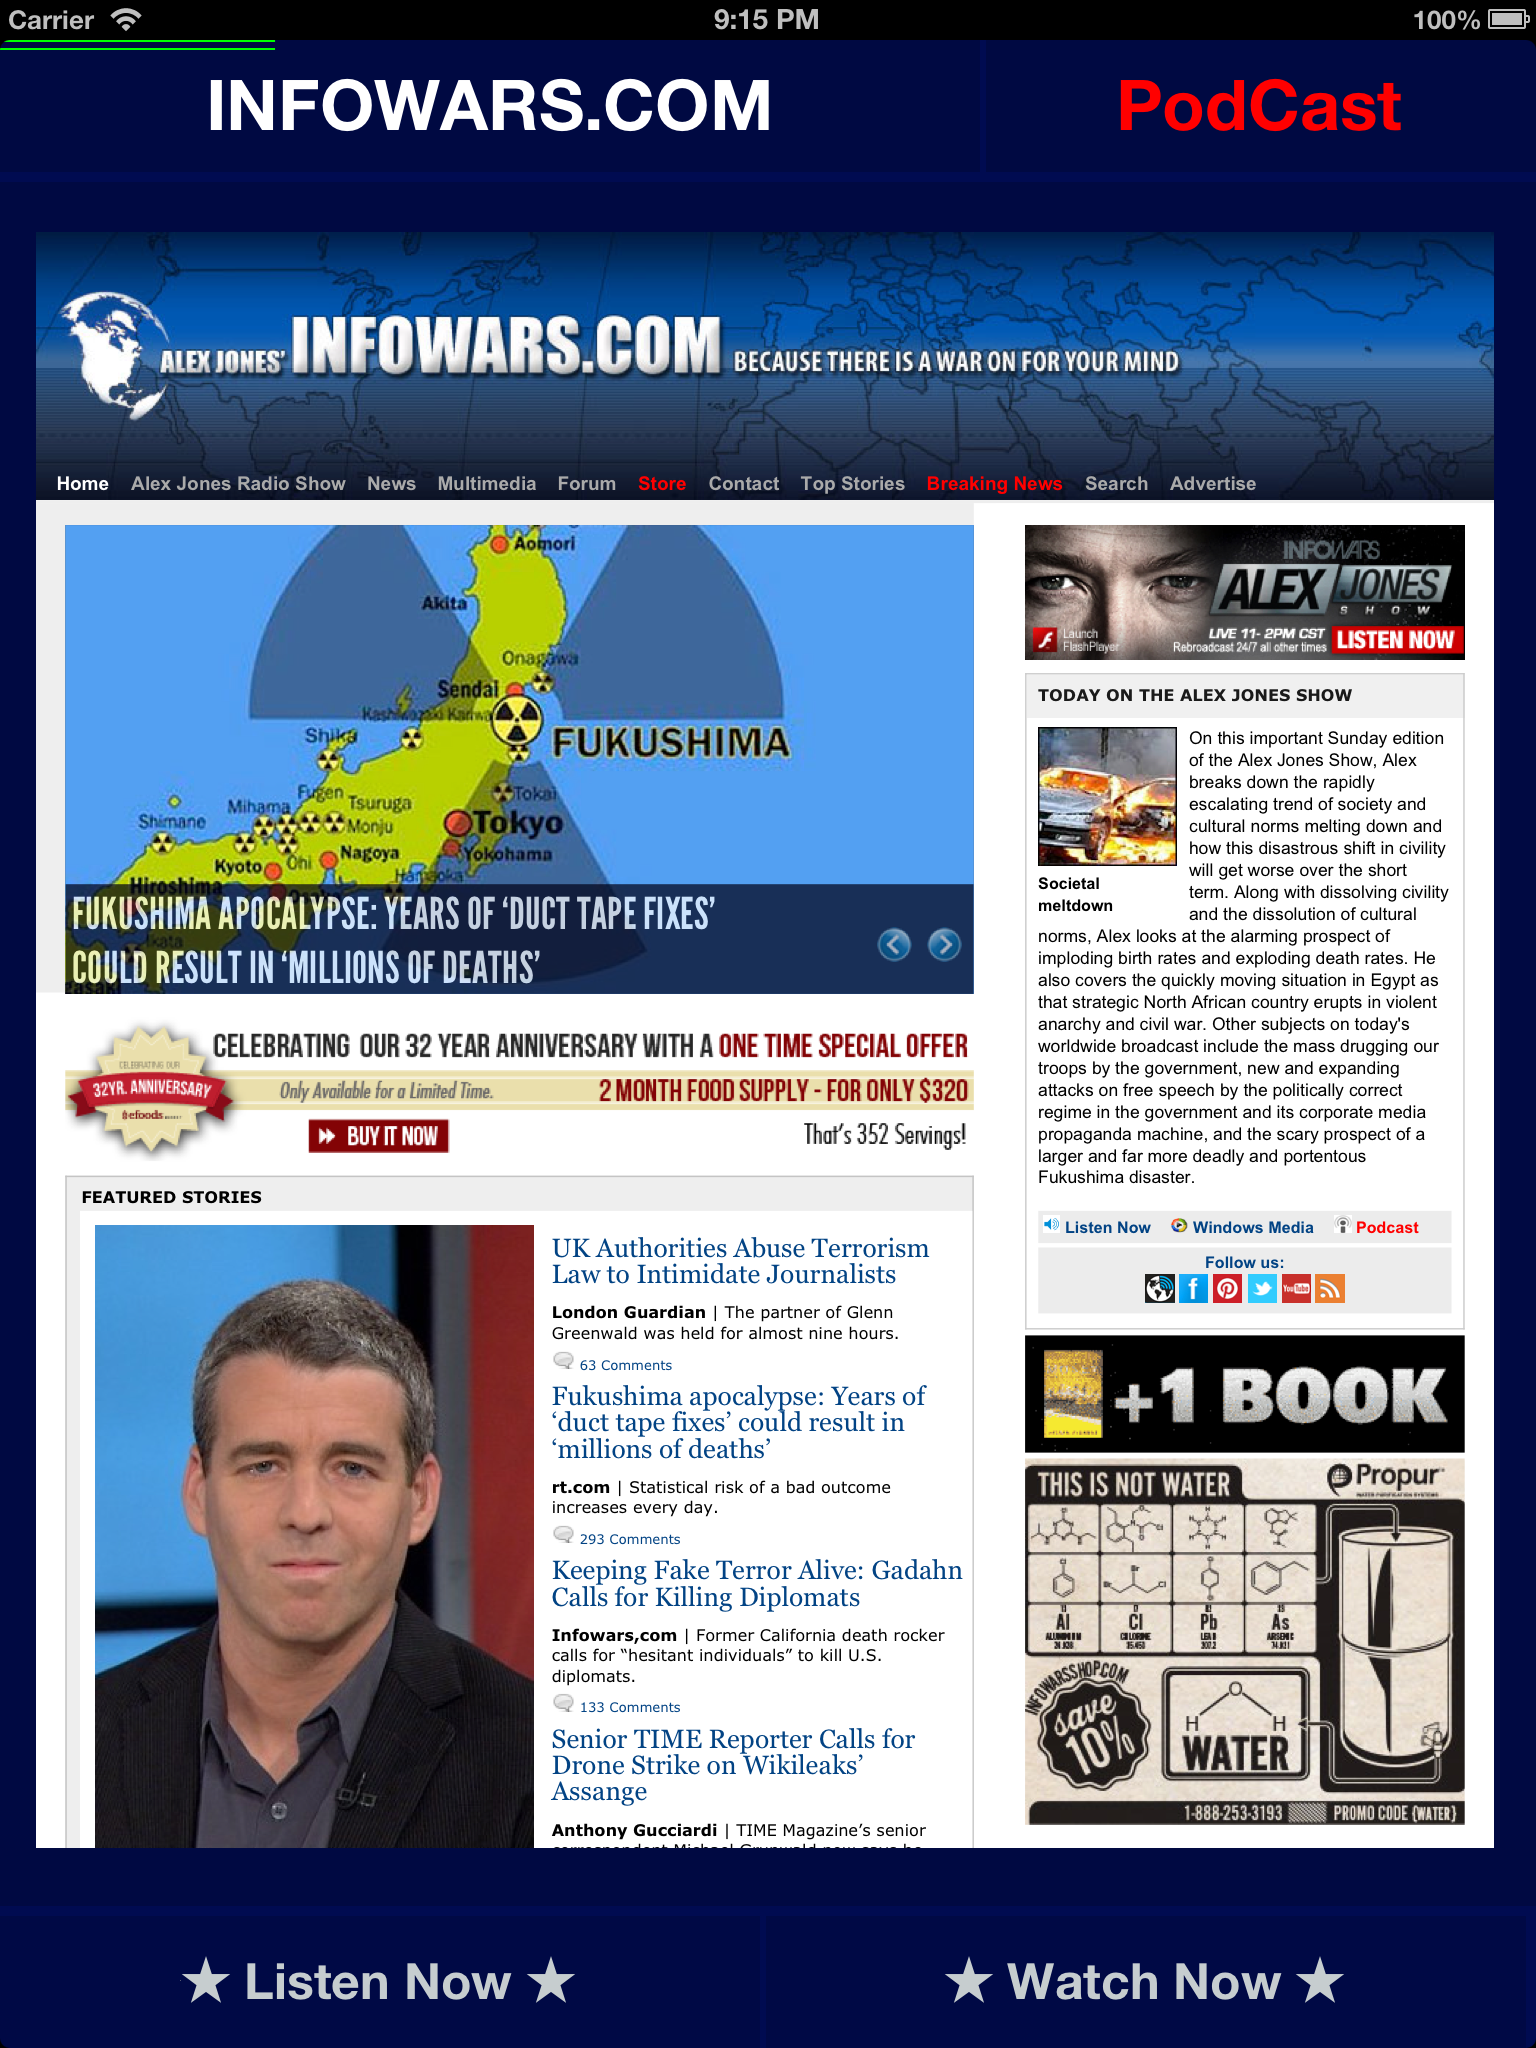 Carrier 9:15 PM 100%
INFOWARS.COM
PodCast
ALEX JONES' INFOWARS.COM BECAUSE THERE IS A WAR ON FOR YOUR MIND
Home Alex Jones Radio Show News Multimedia Forum Store Contact Top Stories Breaking News Search Advertise
Aomori
Akita
Onagawa
Sendai
Kashiwazaki Kariwa
FUKUSHIMA
Shika
Fugen
Tsuruga
Tokai
Mihama
Shimane
Monju
Tokyo
Kyoto
Ohi
Nagoya
Yokohama
Hamaoka
Hiroshima
FUKUSHIMA APOCALYPSE: YEARS OF ‘DUCT TAPE FIXES’
COULD RESULT IN ‘MILLIONS OF DEATHS’
CELEBRATING OUR 32 YEAR ANNIVERSARY WITH A ONE TIME SPECIAL OFFER
CELEBRATING OUR
32YR. ANNIVERSARY
efoods
Only Available for a Limited Time.
2 MONTH FOOD SUPPLY - FOR ONLY $320
BUY IT NOW
That's 352 Servings!
FEATURED STORIES
UK Authorities Abuse Terrorism
Law to Intimidate Journalists
London Guardian | The partner of Glenn
Greenwald was held for almost nine hours.
63 Comments
Fukushima apocalypse: Years of
‘duct tape fixes’ could result in
‘millions of deaths’
rt.com | Statistical risk of a bad outcome
increases every day.
293 Comments
Keeping Fake Terror Alive: Gadahn
Calls for Killing Diplomats
Infowars,com | Former California death rocker
calls for “hesitant individuals” to kill U.S.
diplomats.
133 Comments
Senior TIME Reporter Calls for
Drone Strike on Wikileaks’
Assange
Anthony Gucciardi | TIME Magazine’s senior
correspondent Michael Grunwald now says he
INFOWARS
ALEX JONES
SHOW
Launch
FlashPlayer
LIVE 11- 2PM CST
Rebroadcast 24/7 all other times
LISTEN NOW
TODAY ON THE ALEX JONES SHOW
Societal
meltdown
On this important Sunday edition
of the Alex Jones Show, Alex
breaks down the rapidly
escalating trend of society and
cultural norms melting down and
how this disastrous shift in civility
will get worse over the short
term. Along with dissolving civility
and the dissolution of cultural
norms, Alex looks at the alarming prospect of
imploding birth rates and exploding death rates. He
also covers the quickly moving situation in Egypt as
that strategic North African country erupts in violent
anarchy and civil war. Other subjects on today's
worldwide broadcast include the mass drugging our
troops by the government, new and expanding
attacks on free speech by the politically correct
regime in the government and its corporate media
propaganda machine, and the scary prospect of a
larger and far more deadly and portentous
Fukushima disaster.
Listen Now Windows Media Podcast
Follow us:
YouTube
+1 BOOK
THIS IS NOT WATER
Propur
WATER PURIFICATION SYSTEMS
Al Cl Pb As
ALUMINUM CHLORINE LEAD ARSENIC
INFOWARSSHOP.COM
save
10%
H O H
WATER
1-888-253-3193 PROMO CODE {WATER}
★ Listen Now ★
★ Watch Now ★